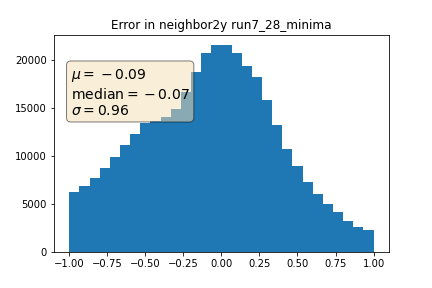 Error in neighbor2y run7_28_minima
20000
15000
10000
5000
0
μ = −0.09
median = −0.07
σ = 0.96
−1.00 −0.75 −0.50 −0.25 0.00 0.25 0.50 0.75 1.00